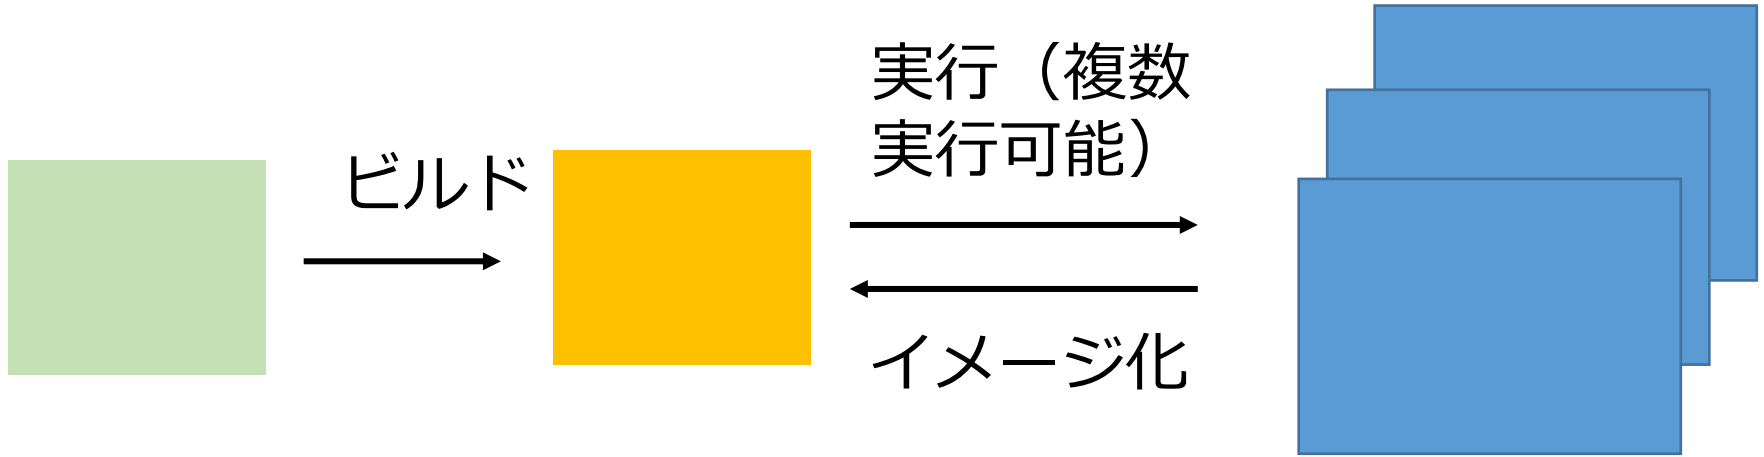 ビルド
実行（複数
実行可能）
イメージ化